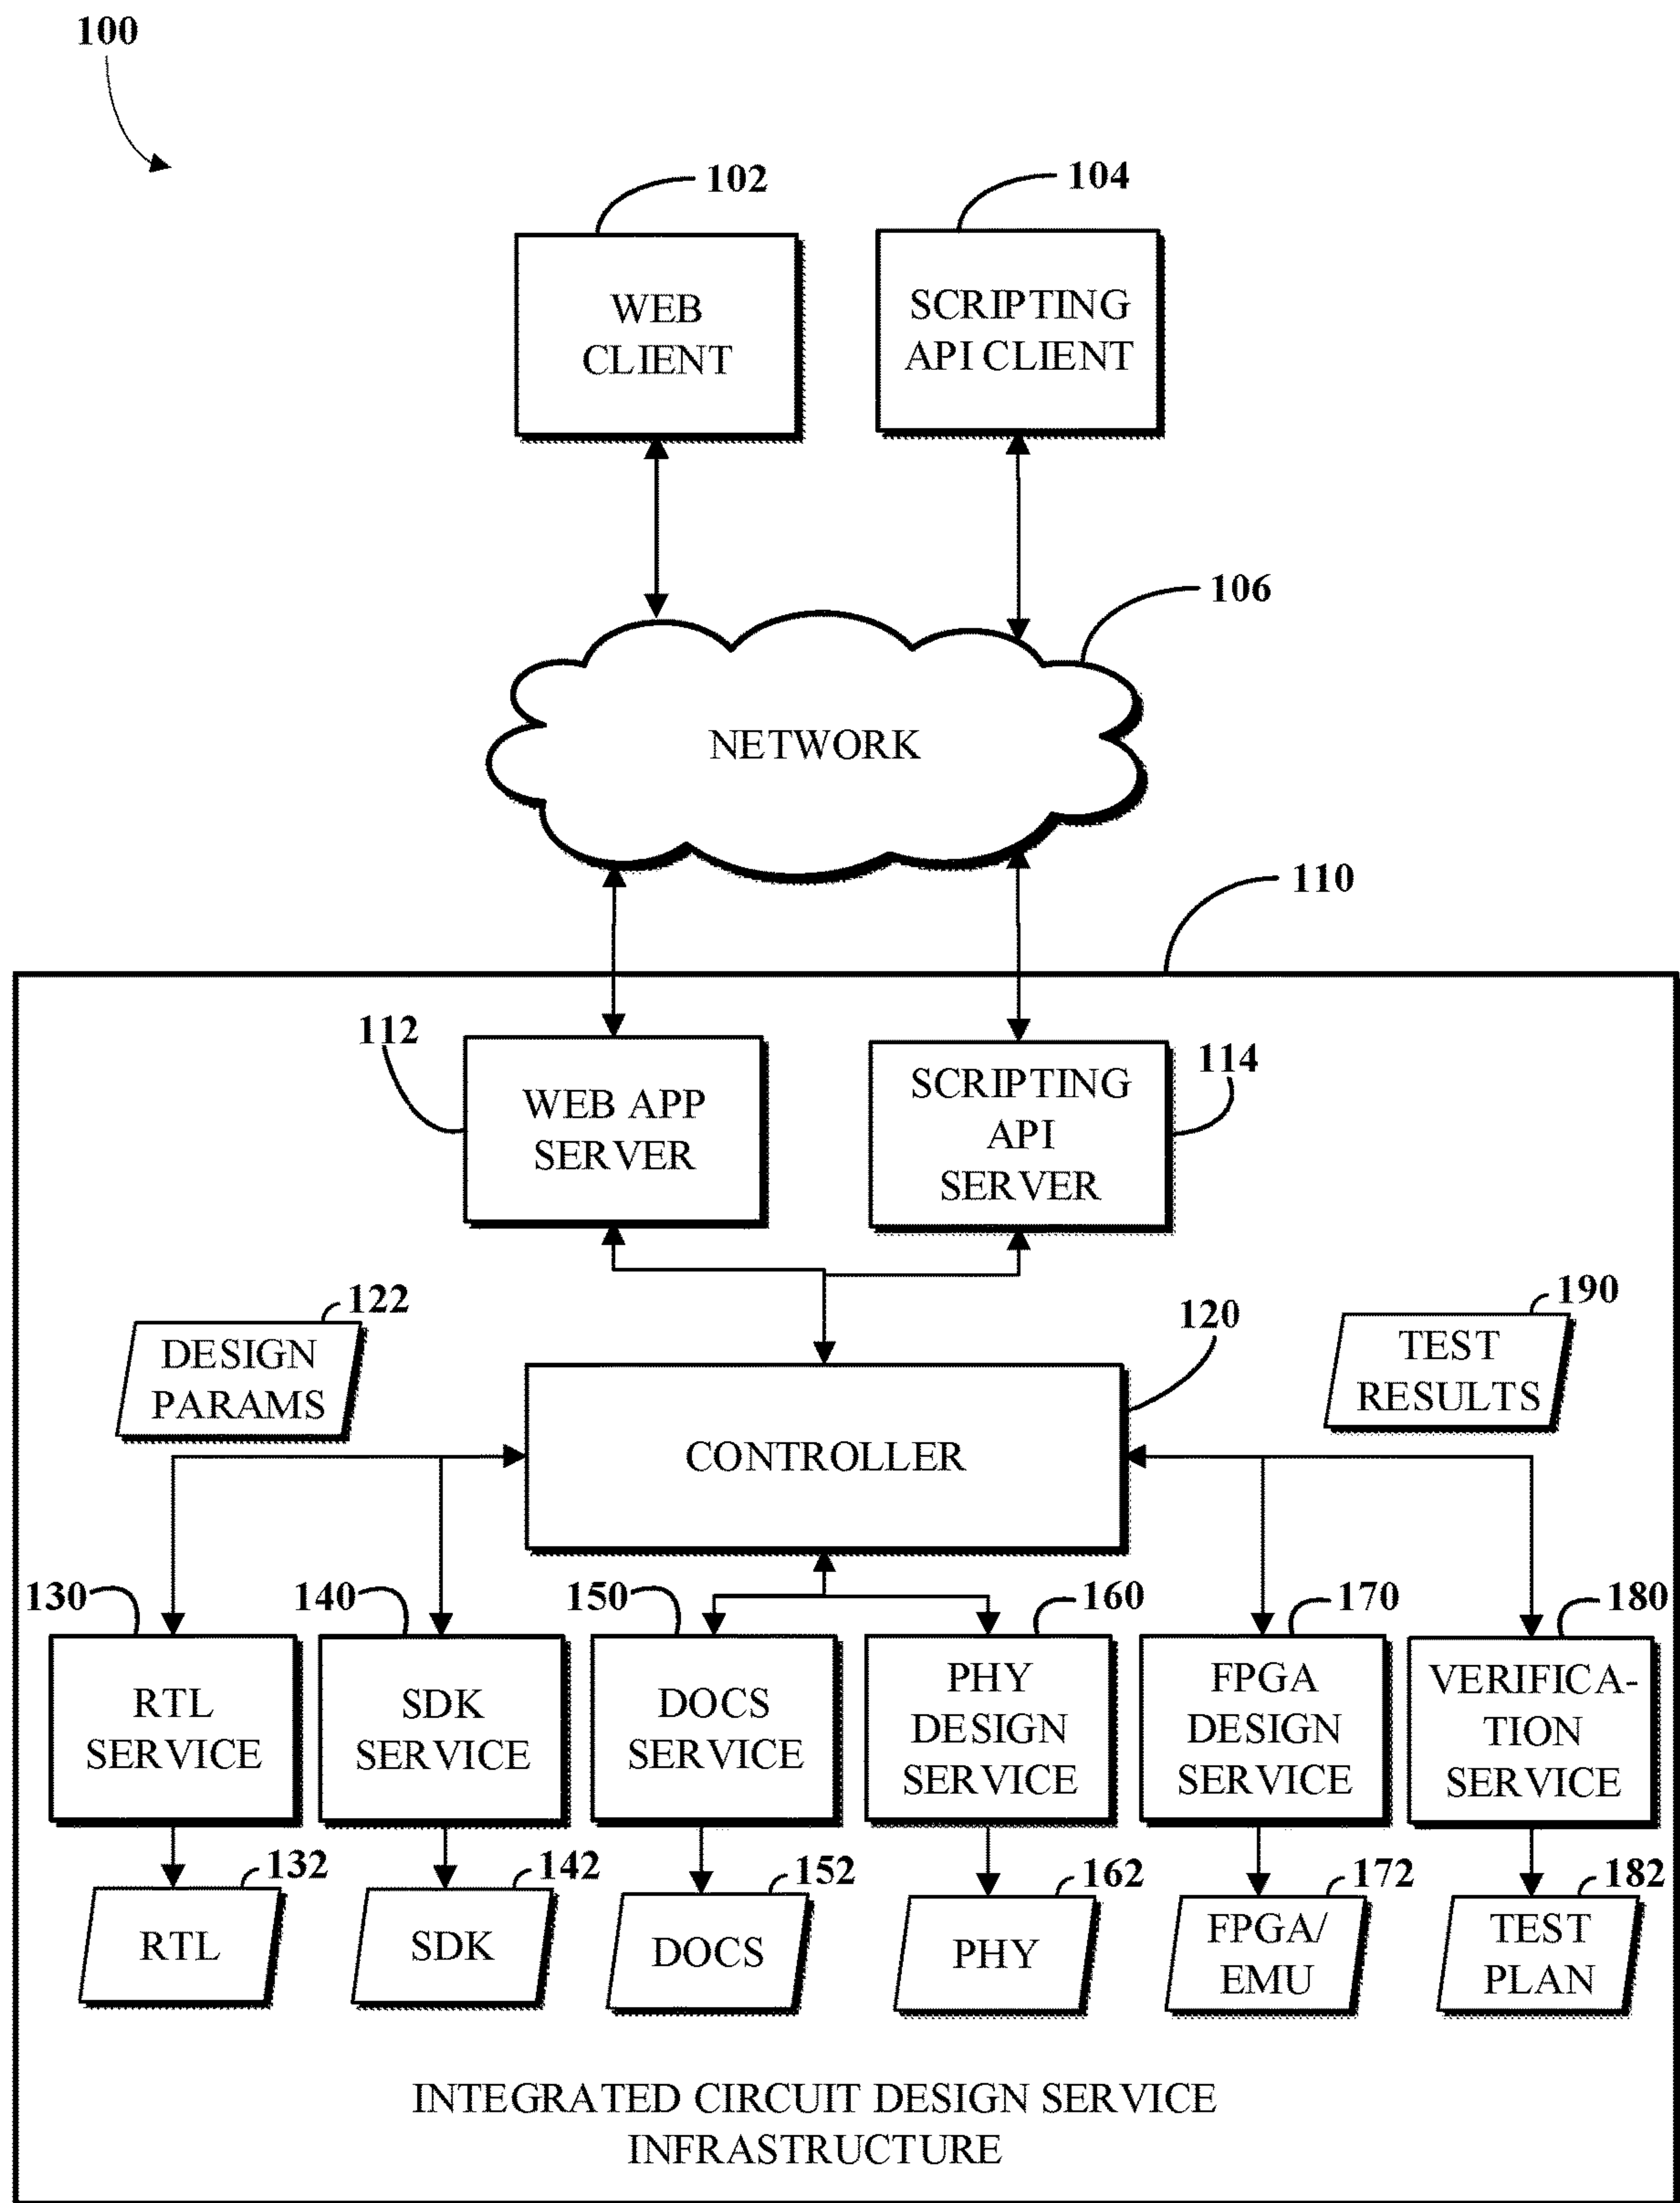 100
102
104
WEB
CLIENT
SCRIPTING
API CLIENT
106
NETWORK
110
112
114
WEB APP
SERVER
SCRIPTING
API
SERVER
122
DESIGN
PARAMS
120
190
TEST
RESULTS
CONTROLLER
130
140
150
160
170
180
RTL
SERVICE
SDK
SERVICE
DOCS
SERVICE
PHY
DESIGN
SERVICE
FPGA
DESIGN
SERVICE
VERIFICA-
TION
SERVICE
132
142
152
162
172
182
RTL
SDK
DOCS
PHY
FPGA/
EMU
TEST
PLAN
INTEGRATED CIRCUIT DESIGN SERVICE
INFRASTRUCTURE